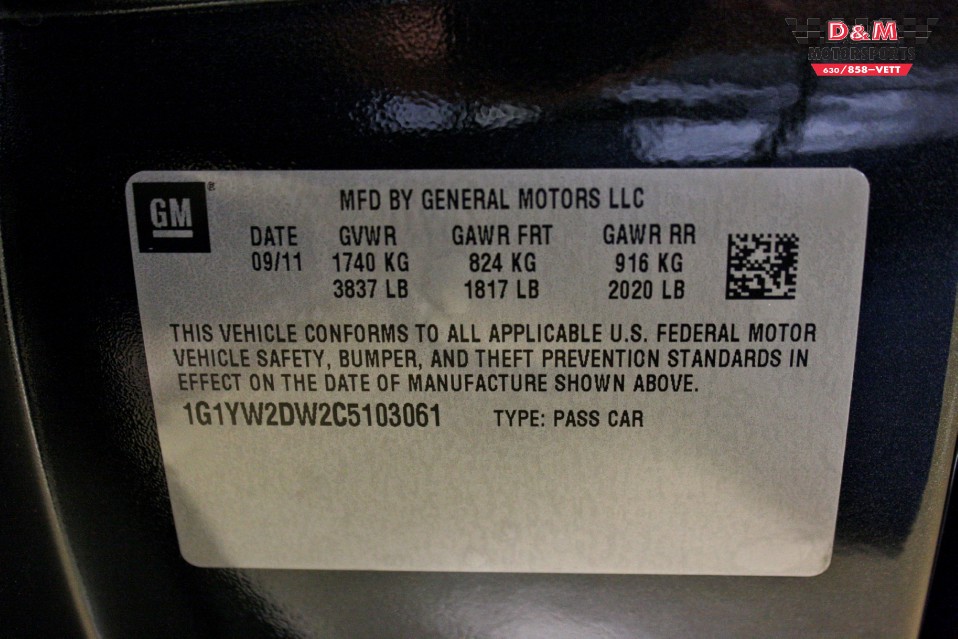 D&M
MOTORSPORTS
630/858-VETT
GM®
MFD BY GENERAL MOTORS LLC
DATE GVWR GAWR FRT GAWR RR
09/11 1740 KG 824 KG 916 KG
3837 LB 1817 LB 2020 LB
THIS VEHICLE CONFORMS TO ALL APPLICABLE U.S. FEDERAL MOTOR
VEHICLE SAFETY, BUMPER, AND THEFT PREVENTION STANDARDS IN
EFFECT ON THE DATE OF MANUFACTURE SHOWN ABOVE.
1G1YW2DW2C5103061 TYPE: PASS CAR